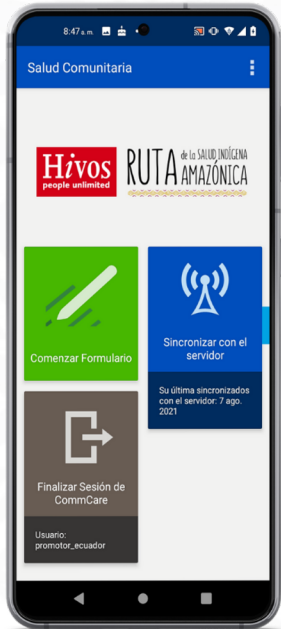 8:47 a.m.
Salud Comunitaria
Hivos
people unlimited
RUTA de la SALUD INDÍGENA
AMAZÓNICA
Comenzar Formulario
Sincronizar con el
servidor
Su última sincronizados
con el servidor: 7 ago.
2021
Finalizar Sesión de
CommCare
Usuario:
promotor_ecuador